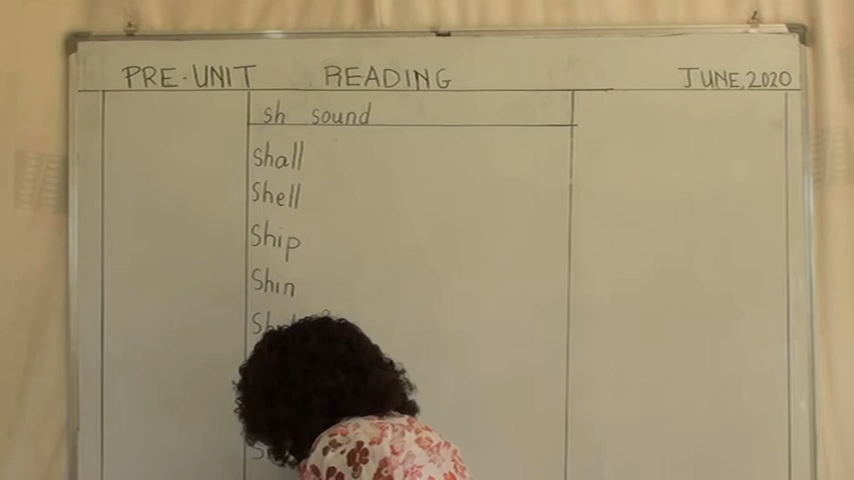 PRE-UNIT READING JUNE, 2020
sh sound
shall
shell
ship
shin